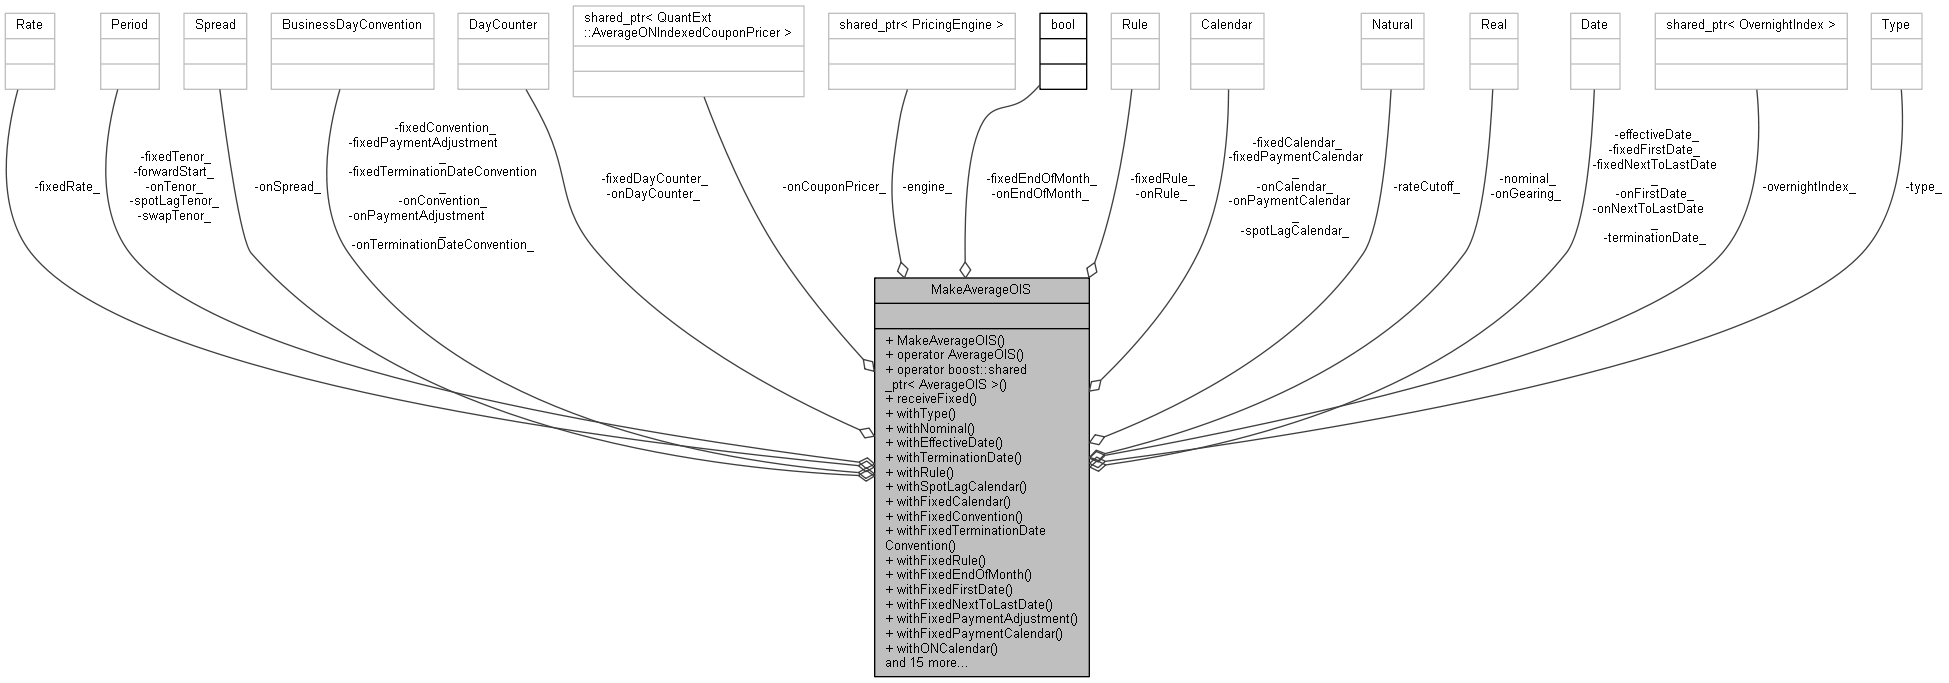 Rate
Period
Spread
BusinessDayConvention
DayCounter
shared_ptr< QuantExt
::AverageONIndexedCouponPricer >
shared_ptr< PricingEngine >
bool
Rule
Calendar
Natural
Real
Date
shared_ptr< OvernightIndex >
Type
-fixedRate_
-fixedTenor_
-forwardStart_
-onTenor_
-spotLagTenor_
-swapTenor_
-onSpread_
-fixedConvention_
-fixedPaymentAdjustment
_
-fixedTerminationDateConvention
_
-onConvention_
-onPaymentAdjustment
_
-onTerminationDateConvention_
-fixedDayCounter_
-onDayCounter_
-onCouponPricer_
-engine_
-fixedEndOfMonth_
-onEndOfMonth_
-fixedRule_
-onRule_
-fixedCalendar_
-fixedPaymentCalendar
_
-onCalendar_
-onPaymentCalendar
_
-spotLagCalendar_
-rateCutoff_
-nominal_
-onGearing_
-effectiveDate_
-fixedFirstDate_
-fixedNextToLastDate
_
-onFirstDate_
-onNextToLastDate
_
-terminationDate_
-overnightIndex_
-type_
MakeAverageOIS
+ MakeAverageOIS()
+ operator AverageOIS()
+ operator boost::shared
_ptr< AverageOIS >()
+ receiveFixed()
+ withType()
+ withNominal()
+ withEffectiveDate()
+ withTerminationDate()
+ withRule()
+ withSpotLagCalendar()
+ withFixedCalendar()
+ withFixedConvention()
+ withFixedTerminationDate
Convention()
+ withFixedRule()
+ withFixedEndOfMonth()
+ withFixedFirstDate()
+ withFixedNextToLastDate()
+ withFixedPaymentAdjustment()
+ withFixedPaymentCalendar()
+ withONCalendar()
and 15 more...